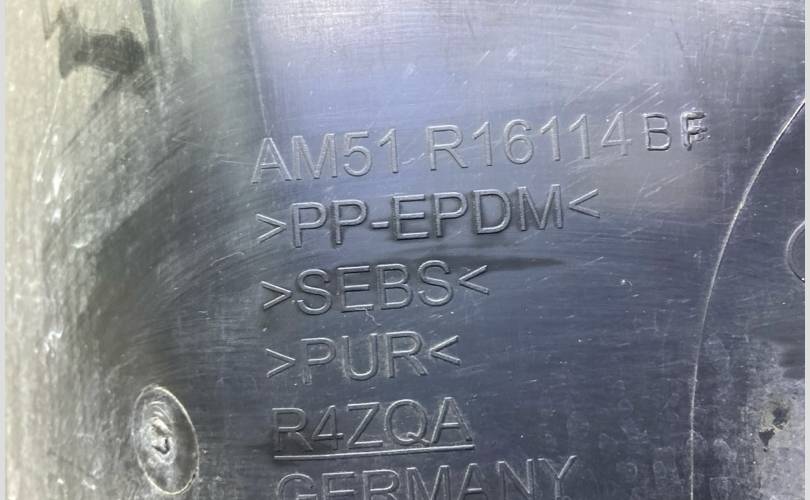 AM51 R16114 BF
>PP-EPDM<
>SEBS<
>PUR<
R4ZQA
GERMANY